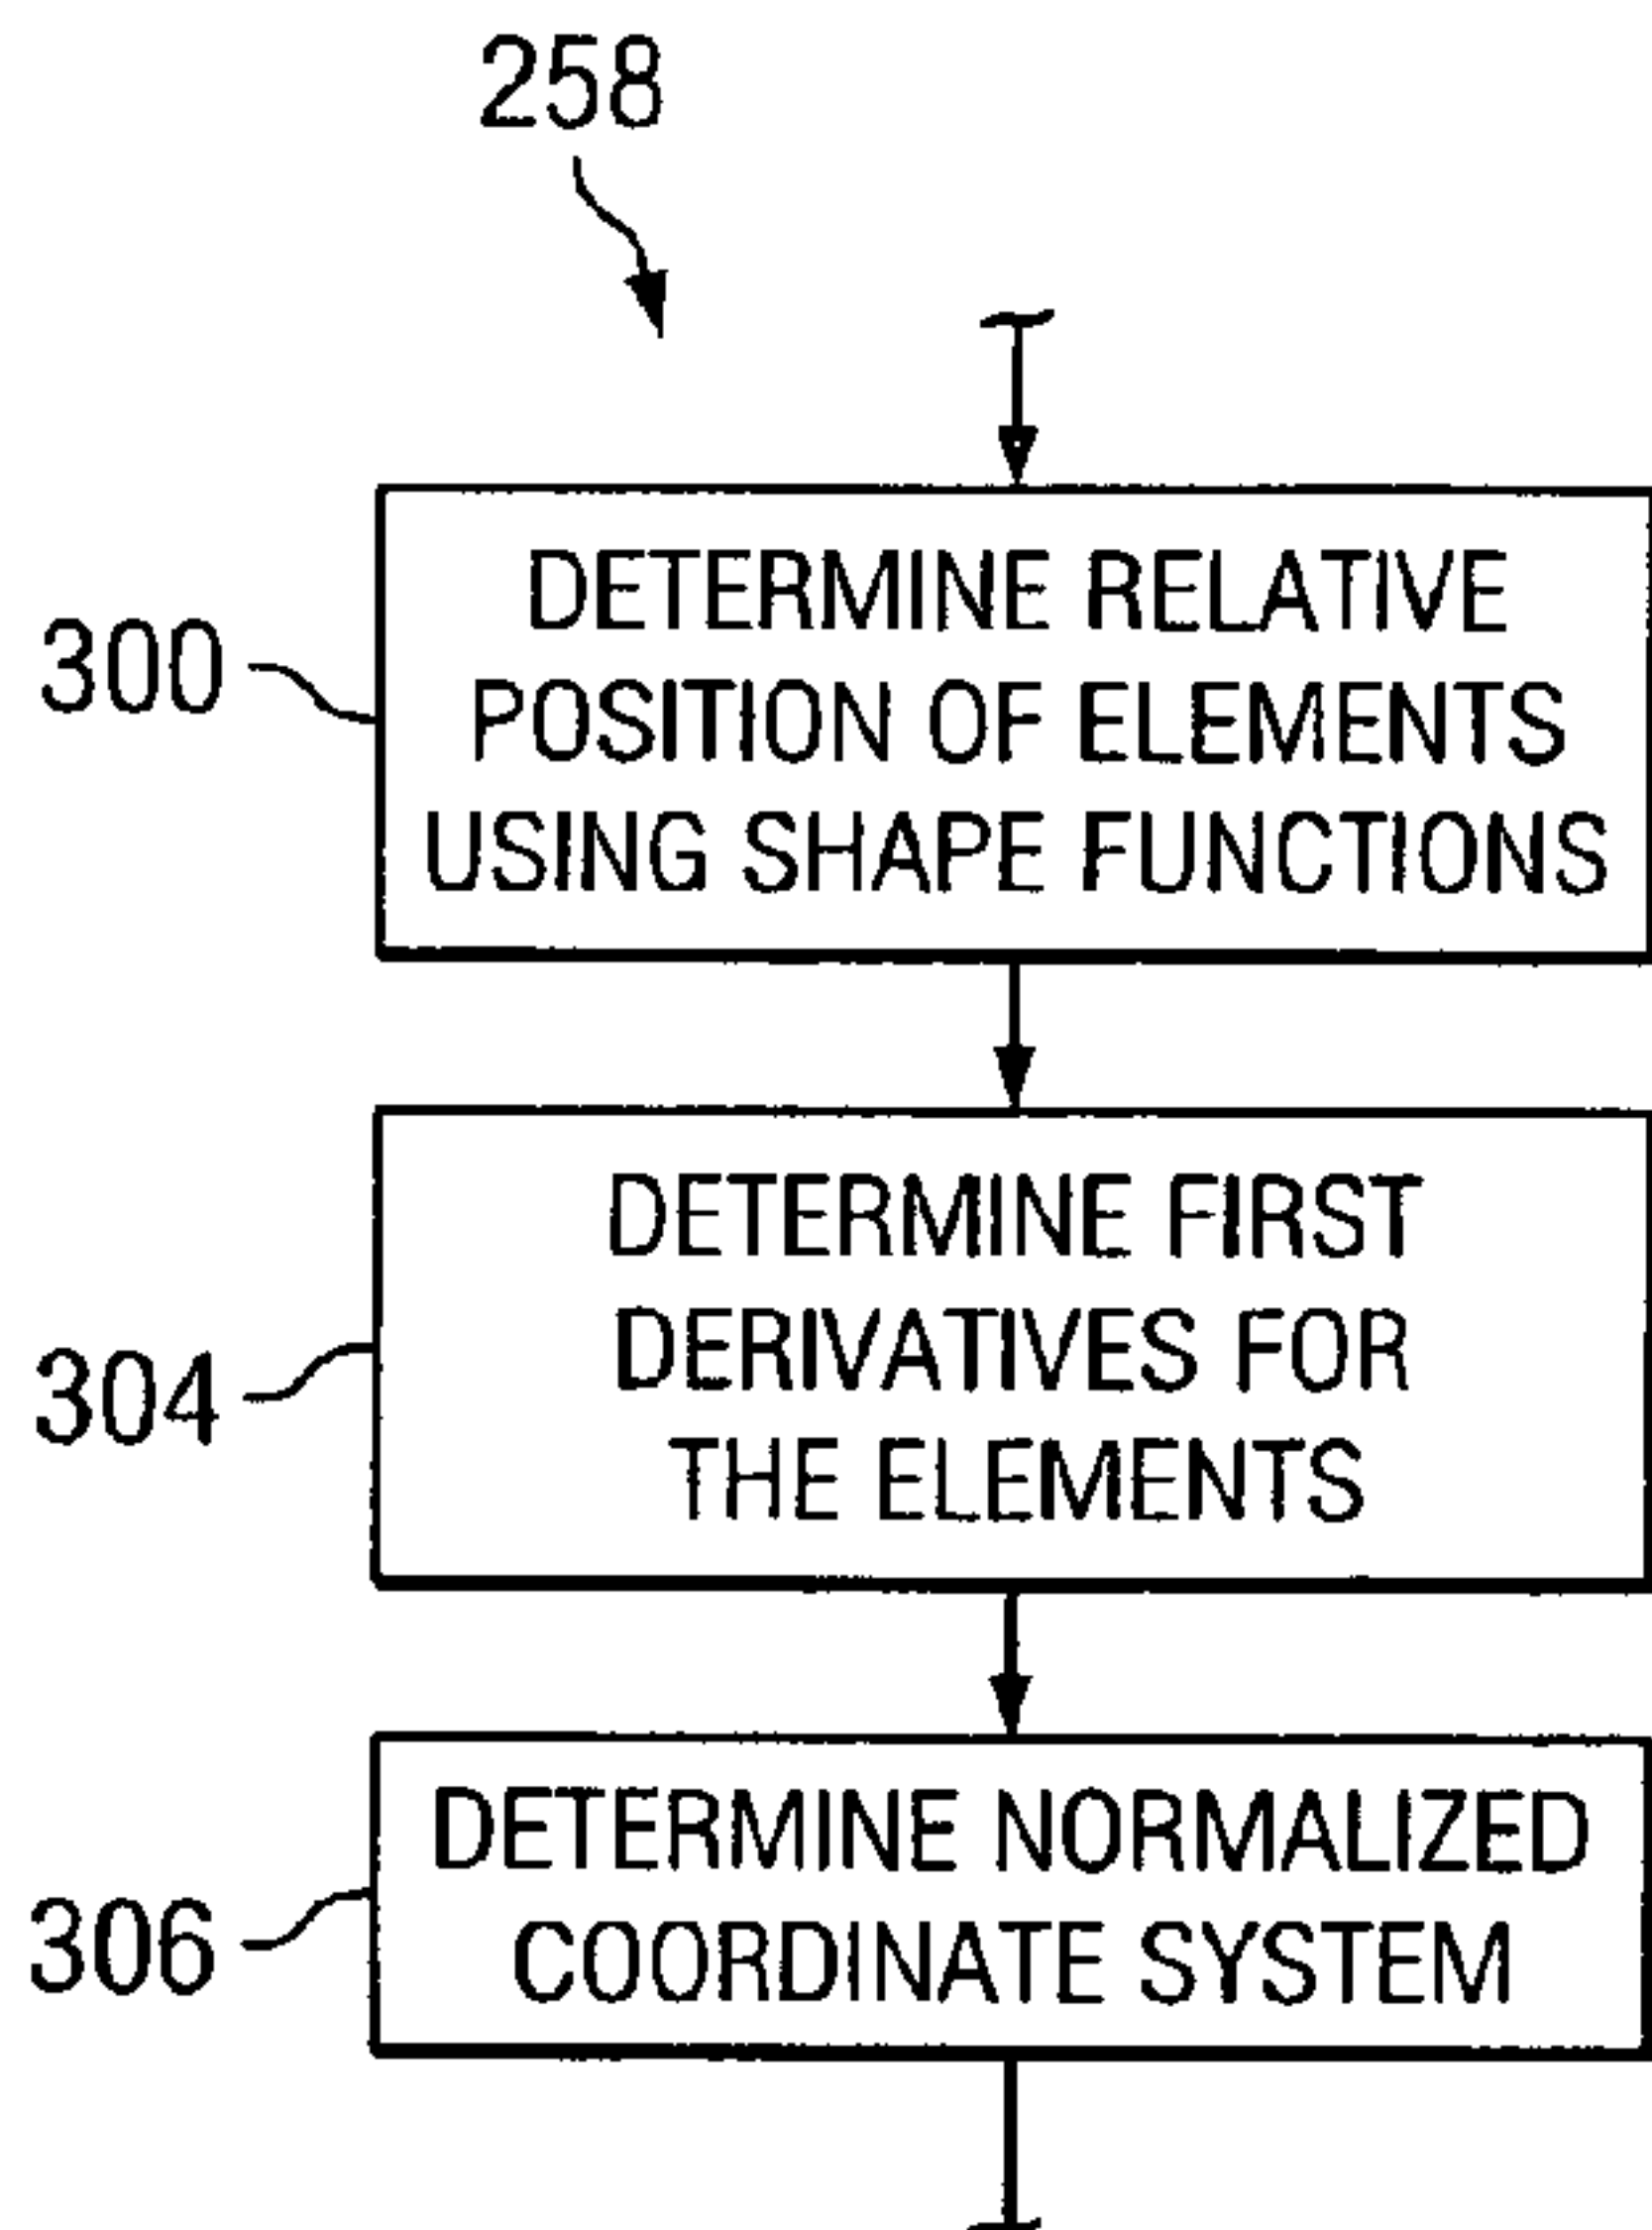 258
300
DETERMINE RELATIVE
POSITION OF ELEMENTS
USING SHAPE FUNCTIONS
304
DETERMINE FIRST
DERIVATIVES FOR
THE ELEMENTS
306
DETERMINE NORMALIZED
COORDINATE SYSTEM